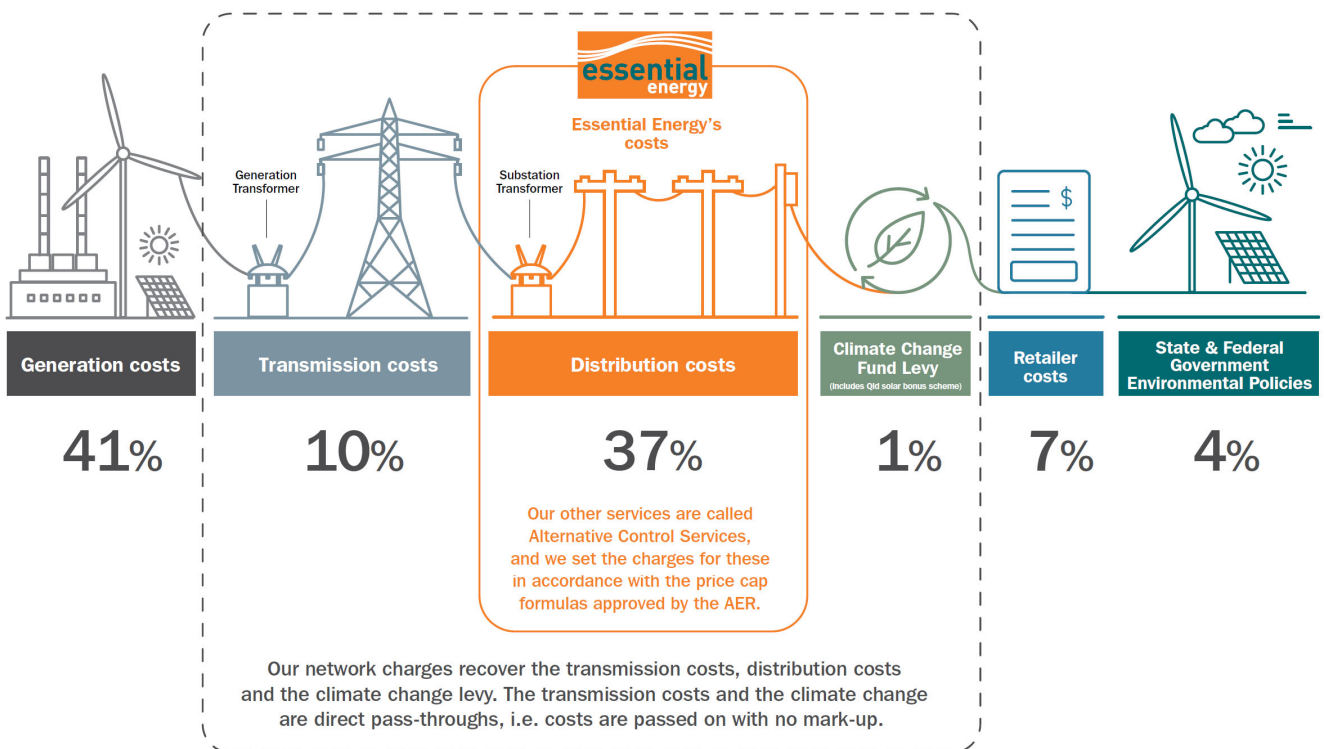 essential
energy
Essential Energy's
costs
Generation
Transformer
Substation
Transformer
$
Generation costs
Transmission costs
Distribution costs
Climate Change
Fund Levy
(Includes Qld solar bonus scheme)
Retailer
costs
State & Federal
Government
Environmental Policies
41%
10%
37%
1%
7%
4%
Our other services are called
Alternative Control Services,
and we set the charges for these
in accordance with the price cap
formulas approved by the AER.
Our network charges recover the transmission costs, distribution costs
and the climate change levy. The transmission costs and the climate change
are direct pass-throughs, i.e. costs are passed on with no mark-up.